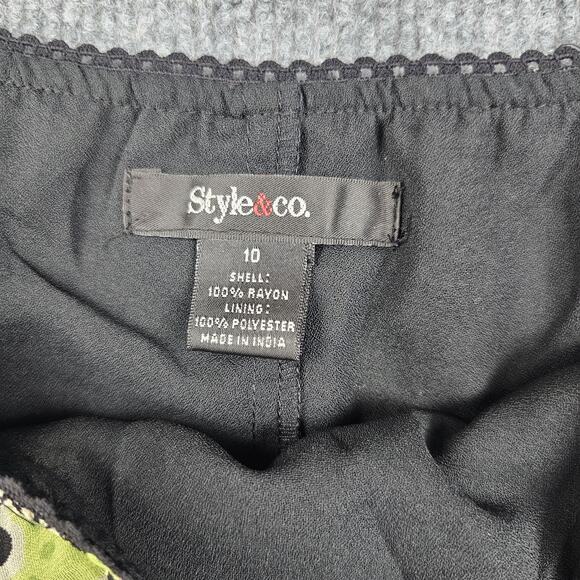 Style&co.
10
SHELL:
100% RAYON
LINING:
100% POLYESTER
MADE IN INDIA